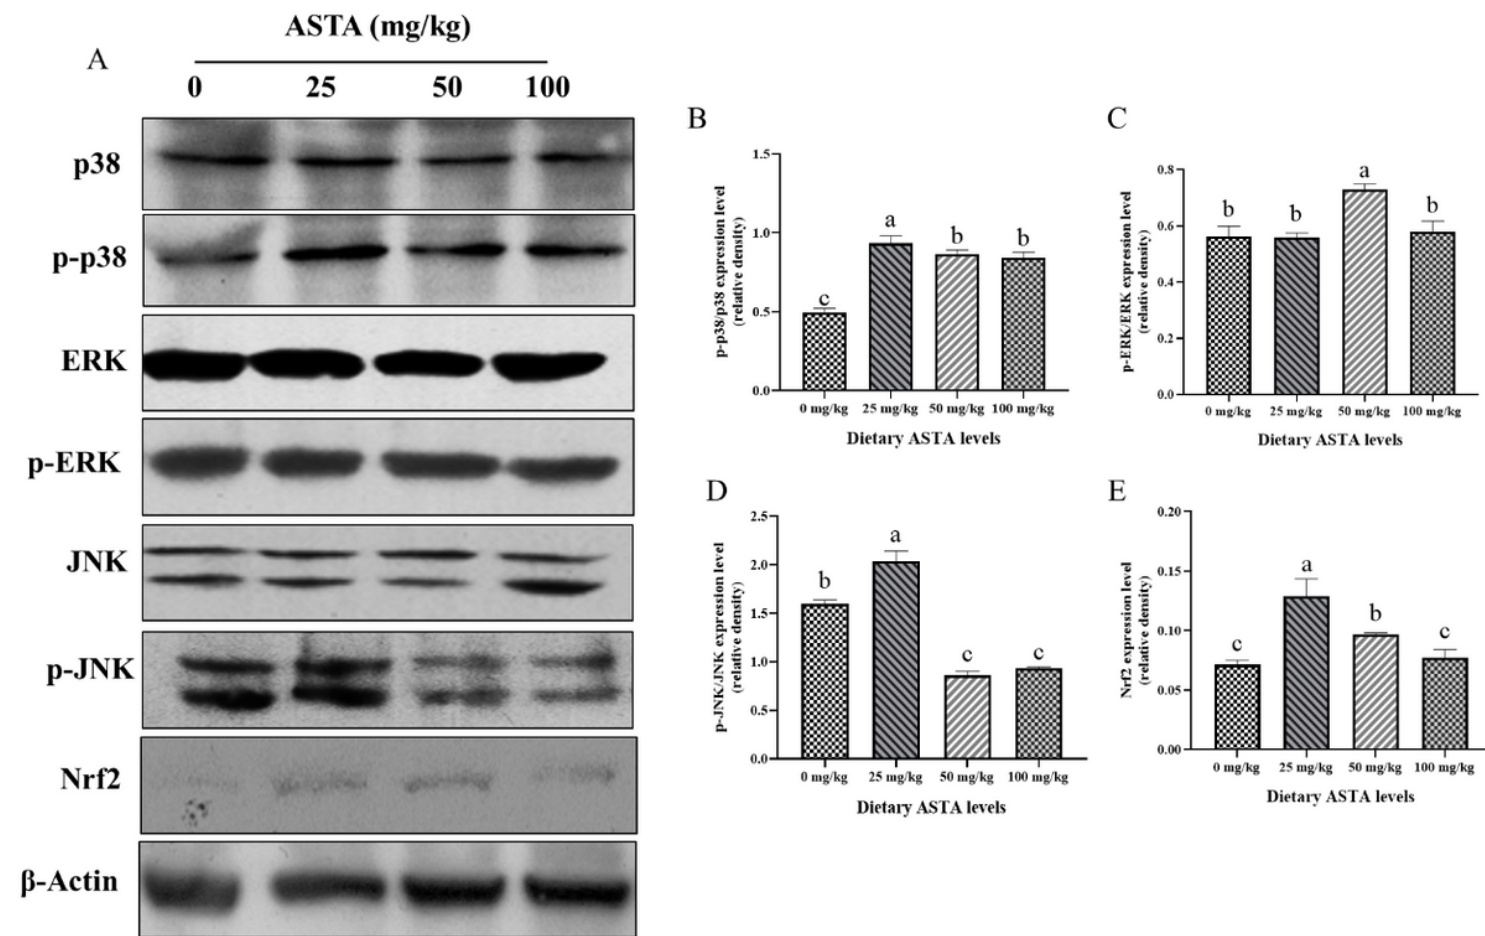 A
ASTA (mg/kg)
0 25 50 100
p38
p-p38
ERK
p-ERK
JNK
p-JNK
Nrf2
β-Actin
B
p-p38/p38 expression level
(relative density)
1.5
1.0
0.5
0.0
c a b b
0 mg/kg 25 mg/kg 50 mg/kg 100 mg/kg
Dietary ASTA levels
C
p-ERK/ERK expression level
(relative density)
0.8
0.6
0.4
0.2
0.0
b b a b
0 mg/kg 25 mg/kg 50 mg/kg 100 mg/kg
Dietary ASTA levels
D
p-JNK/JNK expression level
(relative density)
2.5
2.0
1.5
1.0
0.5
0.0
b a c c
0 mg/kg 25 mg/kg 50 mg/kg 100 mg/kg
Dietary ASTA levels
E
Nrf2 expression level
(relative density)
0.20
0.15
0.10
0.05
0.00
c a b c
0 mg/kg 25 mg/kg 50 mg/kg 100 mg/kg
Dietary ASTA levels